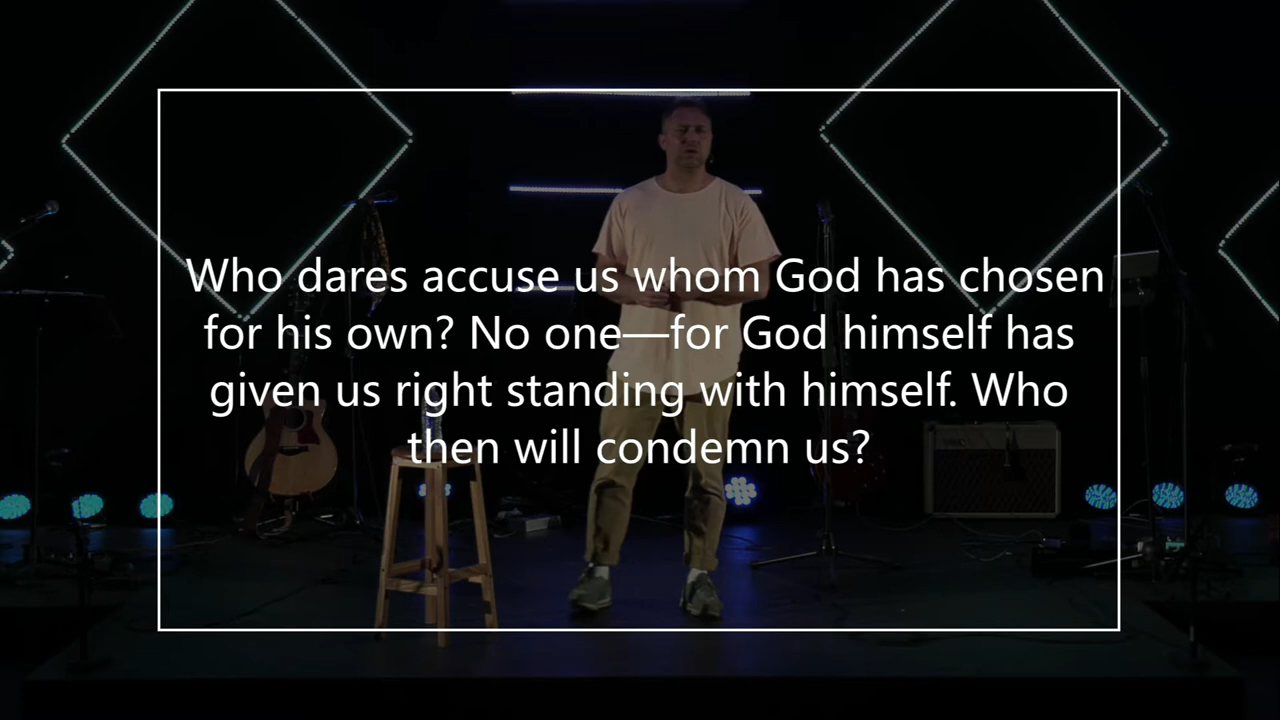 Who dares accuse us whom God has chosen
for his own? No one—for God himself has
given us right standing with himself. Who
then will condemn us?